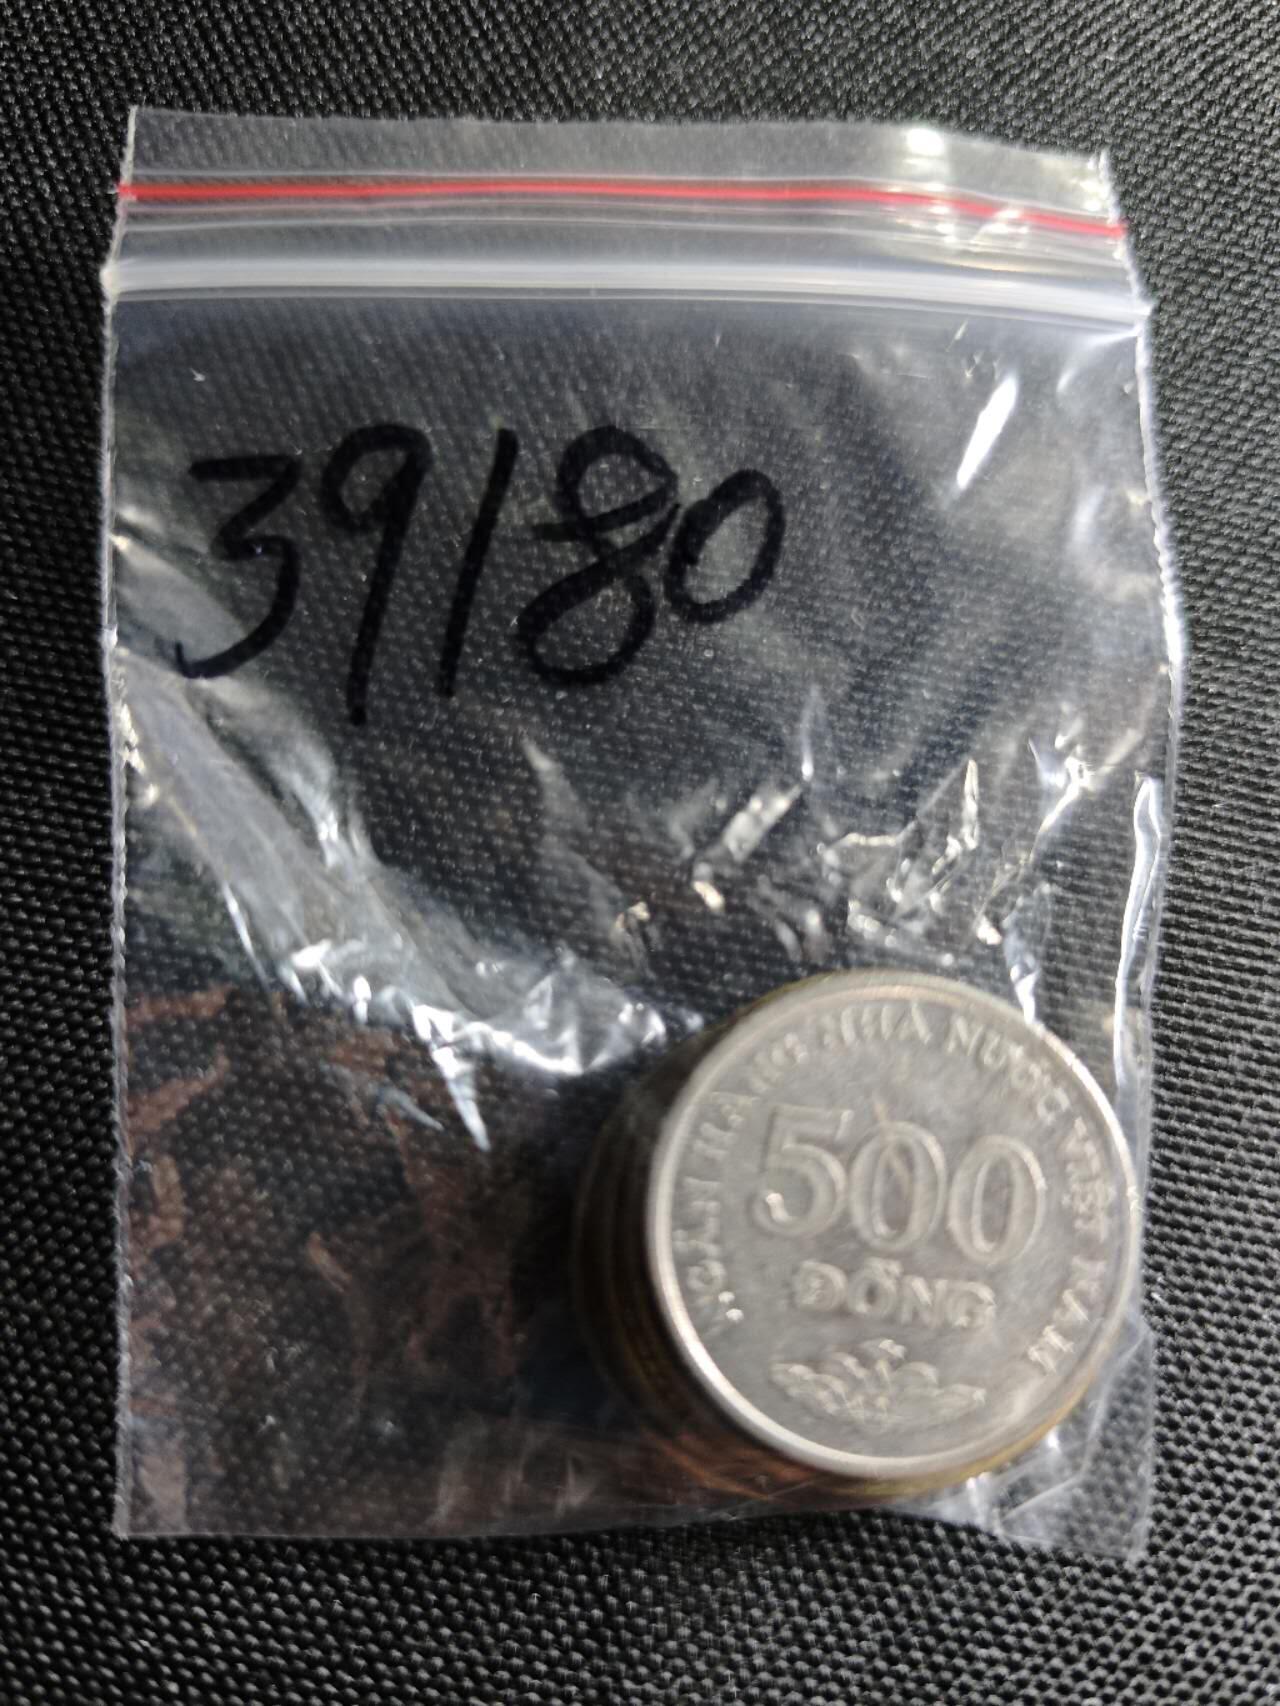 39180
NGÂN HÀNG NHÀ NƯỚC VIỆT NAM
500
ĐỒNG